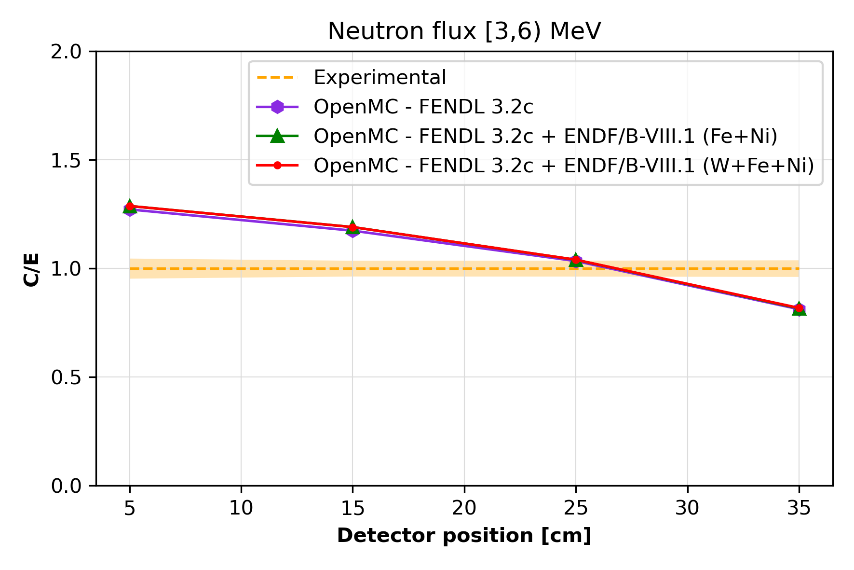 Neutron flux [3,6) MeV
Experimental
OpenMC - FENDL 3.2c
OpenMC - FENDL 3.2c + ENDF/B-VIII.1 (Fe+Ni)
OpenMC - FENDL 3.2c + ENDF/B-VIII.1 (W+Fe+Ni)
2.0
1.5
1.0
0.5
0.0
C/E
5 10 15 20 25 30 35
Detector position [cm]